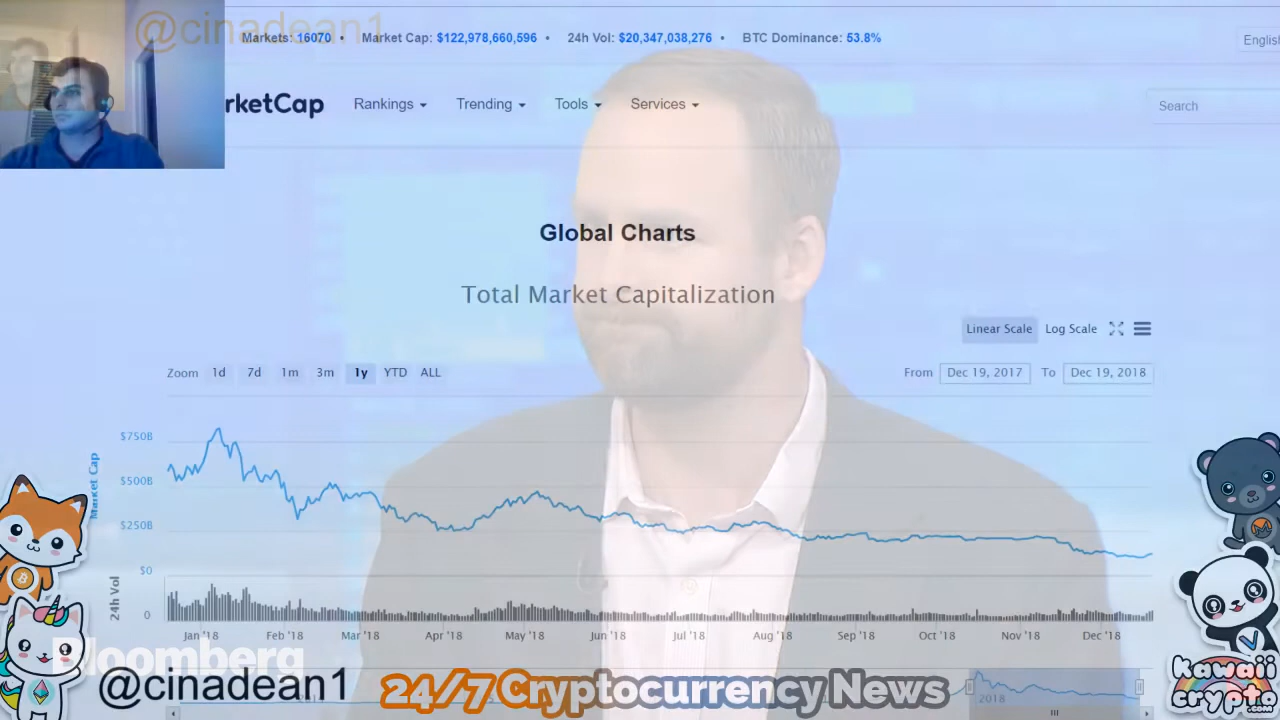 @cinadean1
Markets: 16070 • Market Cap: $122,978,660,596 • 24h Vol: $20,347,038,276 • BTC Dominance: 53.8%
English
rketCap Rankings Trending Tools Services Search
Global Charts
Total Market Capitalization
Linear Scale Log Scale
Zoom 1d 7d 1m 3m 1y YTD ALL From Dec 19, 2017 To Dec 19, 2018
Market Cap
$750B
$500B
$250B
$0
24h Vol
0
Jan '18 Feb '18 Mar '18 Apr '18 May '18 Jun '18 Jul '18 Aug '18 Sep '18 Oct '18 Nov '18 Dec '18
Bloomberg
@cinadean1
24/7 Cryptocurrency News
2018
kawaii
crypto
.com